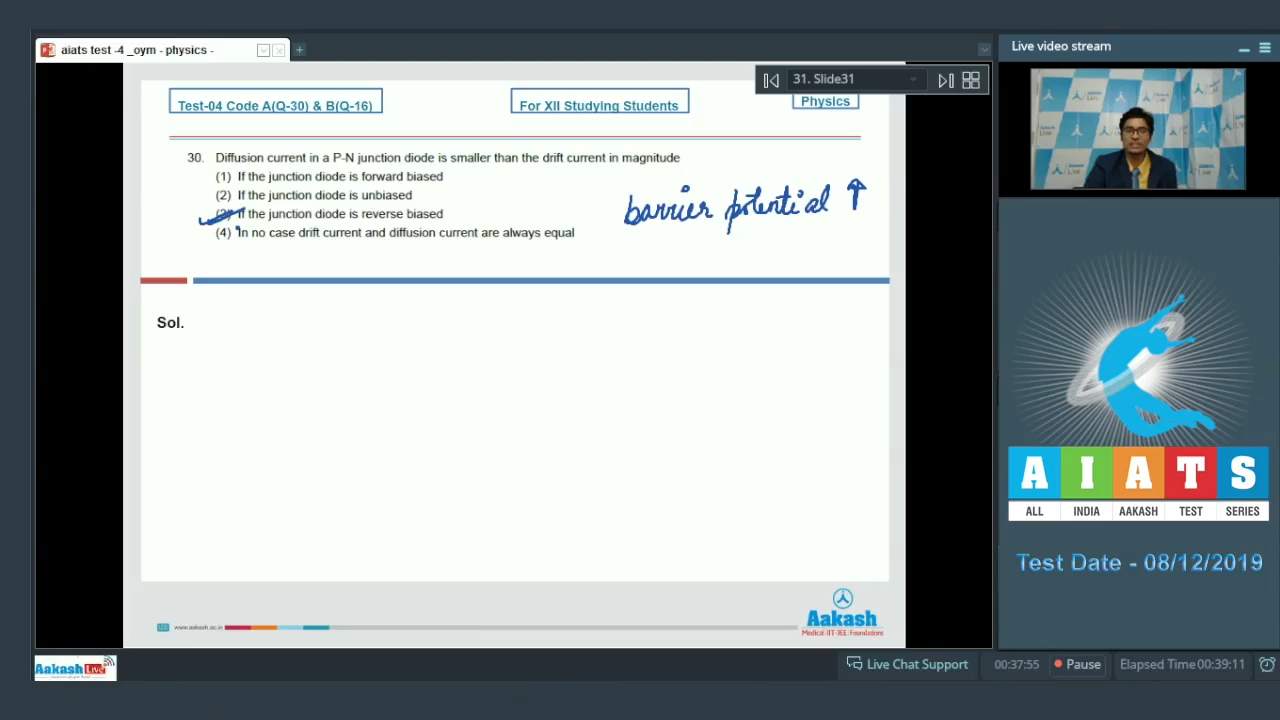 aiats test -4 _oym - physics -
Live video stream
31. Slide31
Test-04 Code A(Q-30) & B(Q-16)
For XII Studying Students
Physics
30. Diffusion current in a P-N junction diode is smaller than the drift current in magnitude
(1) If the junction diode is forward biased
(2) If the junction diode is unbiased
(3) If the junction diode is reverse biased
(4) In no case drift current and diffusion current are always equal
barrier potential ↑
Sol.
A I A T S
ALL INDIA AAKASH TEST SERIES
Test Date - 08/12/2019
www.aakash.ac.in
Aakash
Medical|IIT-JEE|Foundations
Aakash Live
Live Chat Support
00:37:55
Pause
Elapsed Time 00:39:11